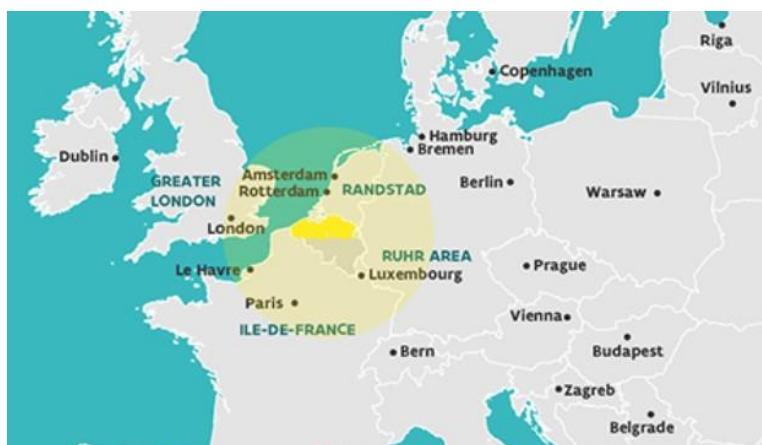 Riga
Copenhagen
Vilnius
Hamburg
Bremen
Dublin
Amsterdam
GREATER
LONDON
Rotterdam
RANDSTAD
Berlin
Warsaw
London
RUHR AREA
Le Havre
Luxembourg
Prague
Paris
Vienna
ILE-DE-FRANCE
Bern
Budapest
Zagreb
Belgrade